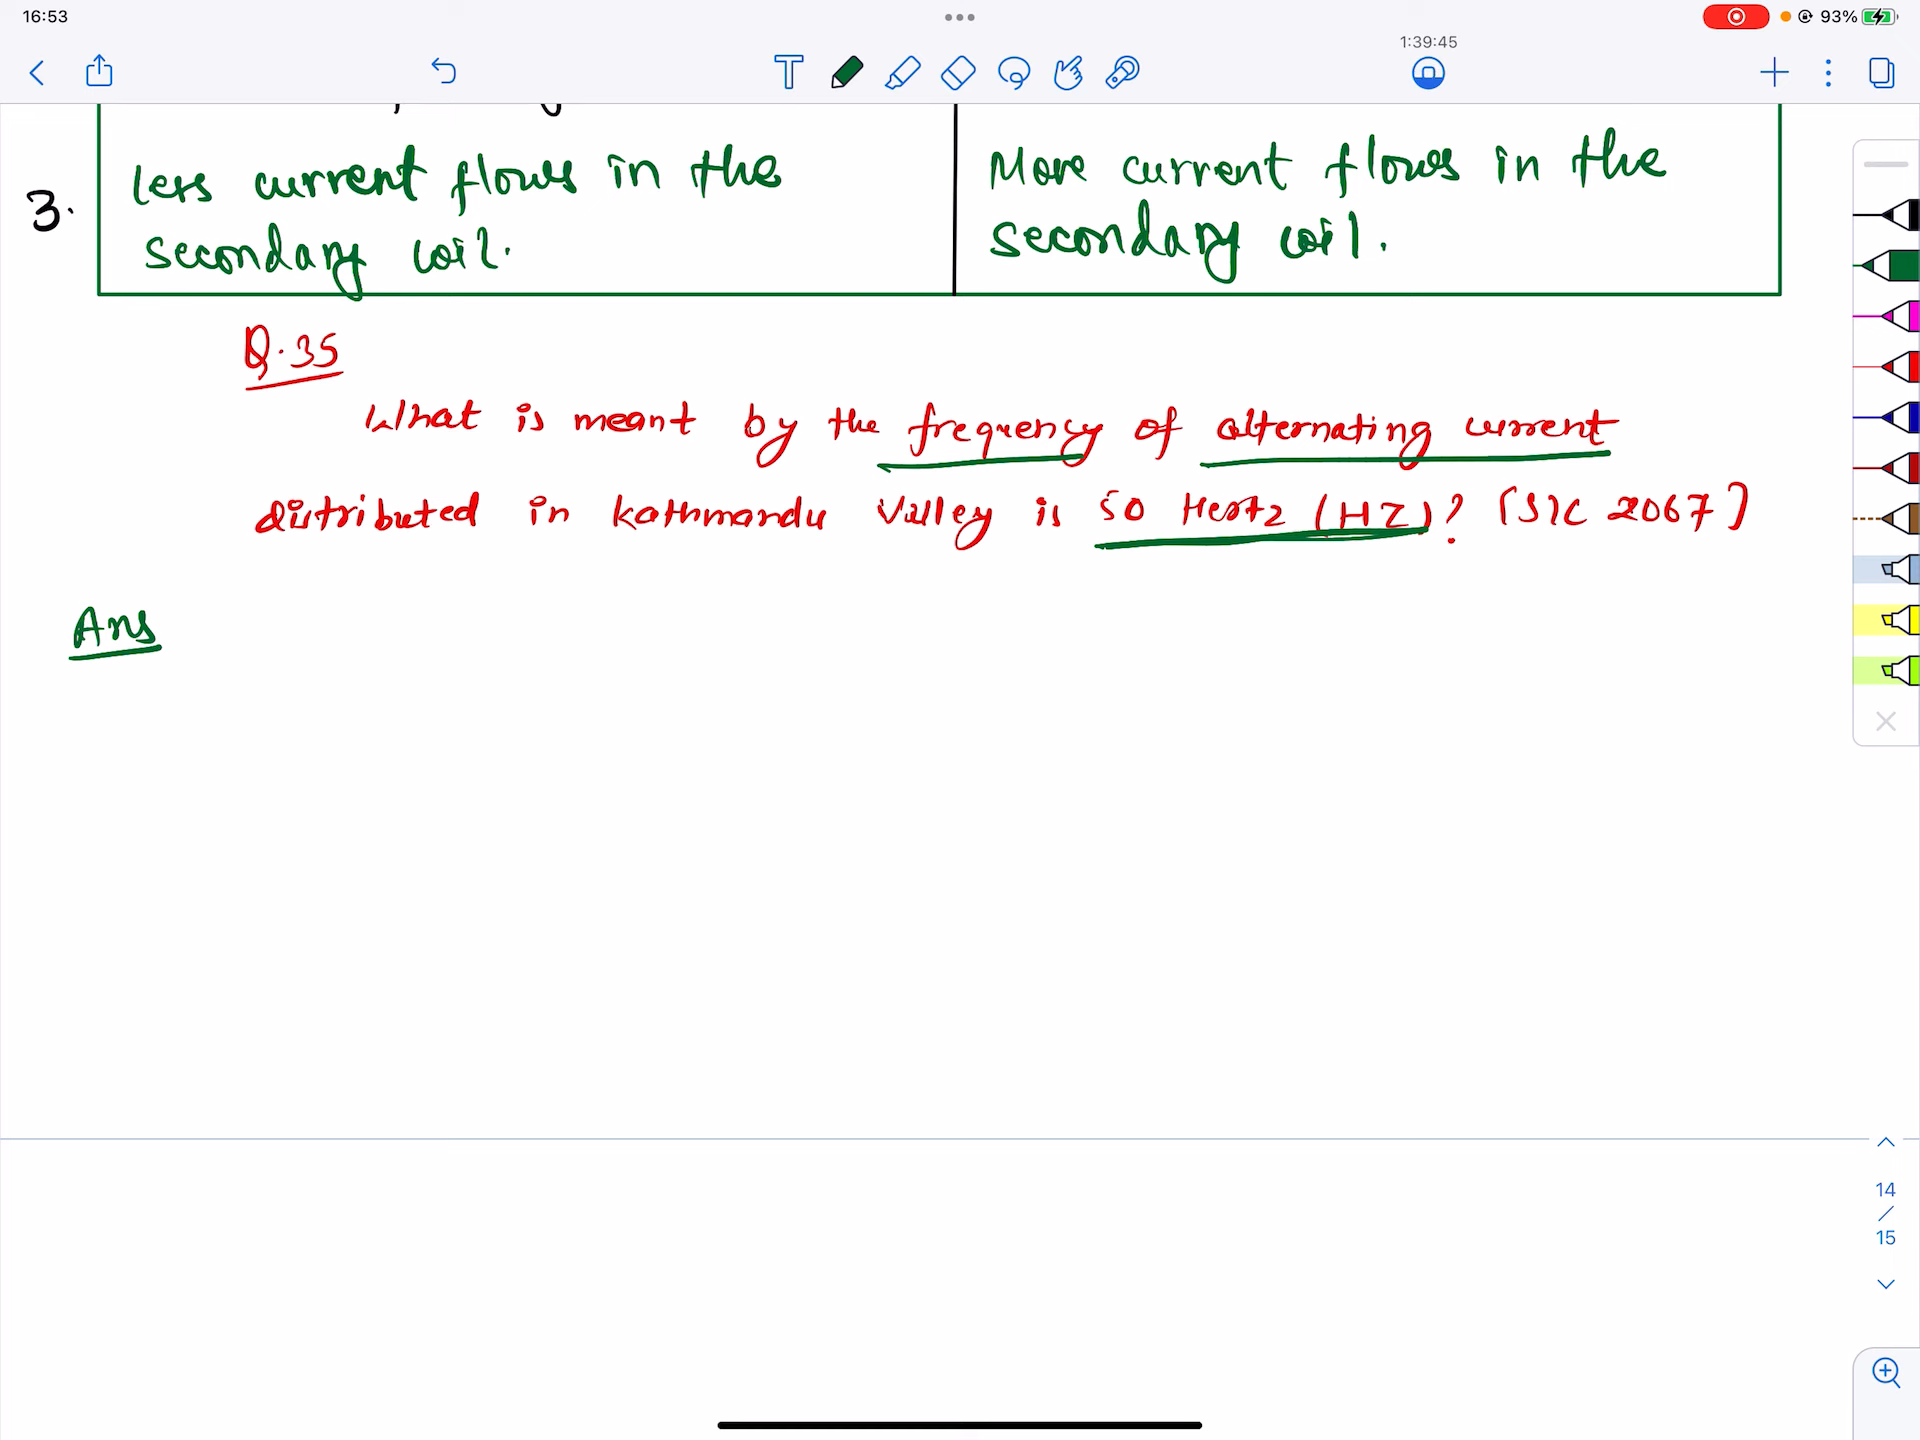 16:53
93%
1:39:45
3.
less current flows in the
secondary coil.
More current flows in the
secondary coil.
Q.35
What is meant by the frequency of alternating current
distributed in kathmandu Valley is 50 Hertz (HZ)? [SLC 2067]
Ans
14
/
15